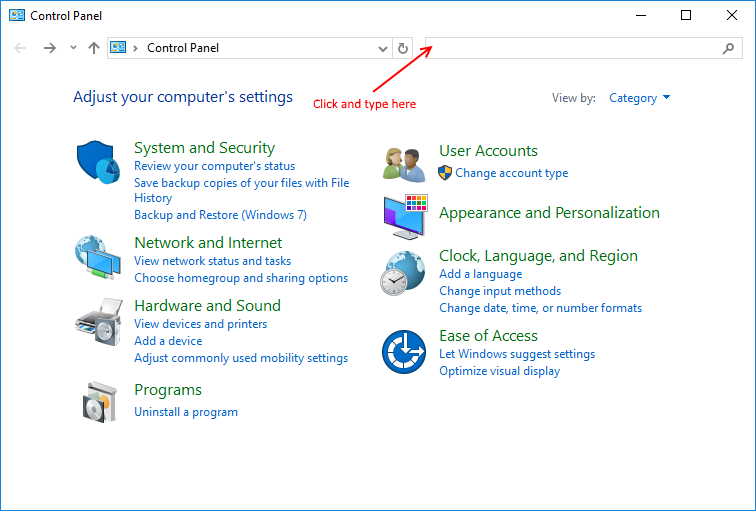 Control Panel
Control Panel
Click and type here
Adjust your computer's settings
View by: Category
System and Security
Review your computer's status
Save backup copies of your files with File
History
Backup and Restore (Windows 7)
Network and Internet
View network status and tasks
Choose homegroup and sharing options
Hardware and Sound
View devices and printers
Add a device
Adjust commonly used mobility settings
Programs
Uninstall a program
User Accounts
Change account type
Appearance and Personalization
Clock, Language, and Region
Add a language
Change input methods
Change date, time, or number formats
Ease of Access
Let Windows suggest settings
Optimize visual display